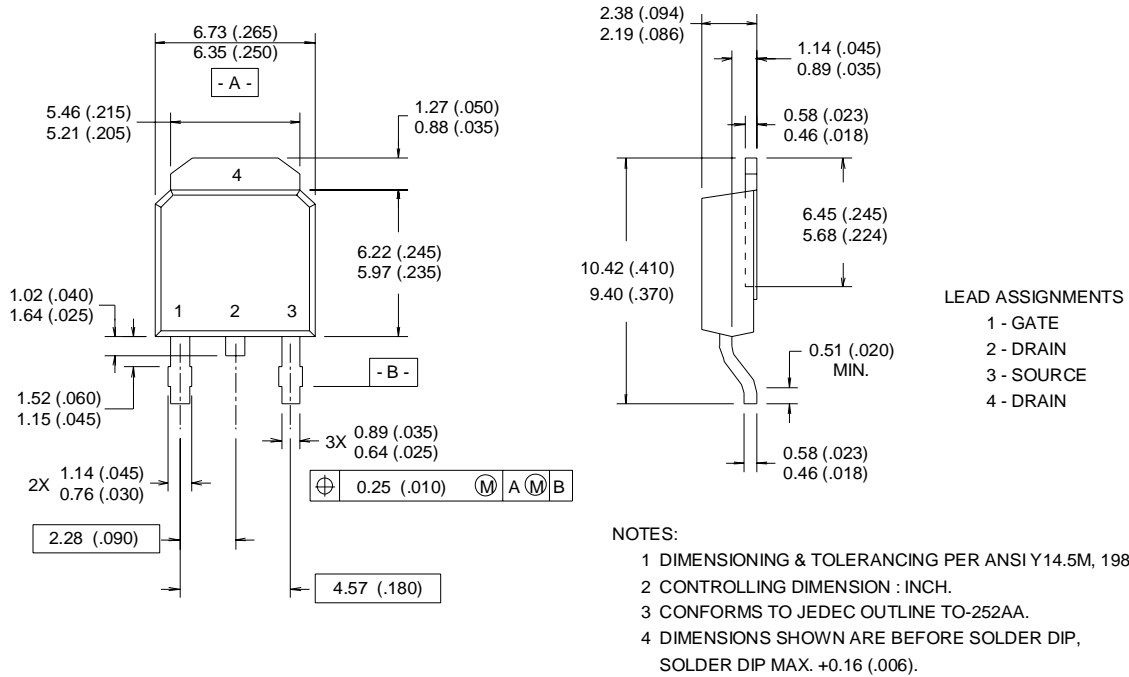 6.73 (.265)
6.35 (.250)
- A -
5.46 (.215)
5.21 (.205)
1.27 (.050)
0.88 (.035)
4
6.22 (.245)
5.97 (.235)
1.02 (.040)
1.64 (.025)
1 2 3
- B -
1.52 (.060)
1.15 (.045)
3X 0.89 (.035)
0.64 (.025)
2X 1.14 (.045)
0.76 (.030)
⌖ 0.25 (.010) Ⓜ A Ⓜ B
2.28 (.090)
4.57 (.180)
2.38 (.094)
2.19 (.086)
1.14 (.045)
0.89 (.035)
0.58 (.023)
0.46 (.018)
6.45 (.245)
5.68 (.224)
10.42 (.410)
9.40 (.370)
0.51 (.020)
MIN.
0.58 (.023)
0.46 (.018)
LEAD ASSIGNMENTS
1 - GATE
2 - DRAIN
3 - SOURCE
4 - DRAIN
NOTES:
1 DIMENSIONING & TOLERANCING PER ANSI Y14.5M, 198
2 CONTROLLING DIMENSION : INCH.
3 CONFORMS TO JEDEC OUTLINE TO-252AA.
4 DIMENSIONS SHOWN ARE BEFORE SOLDER DIP,
SOLDER DIP MAX. +0.16 (.006).